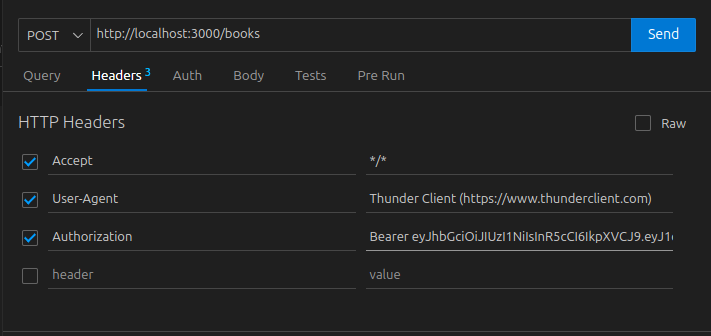 POST http://localhost:3000/books Send
Query Headers 3 Auth Body Tests Pre Run
HTTP Headers Raw
Accept */*
User-Agent Thunder Client (https://www.thunderclient.com)
Authorization Bearer eyJhbGciOiJIUzI1NiIsInR5cCI6IkpXVCJ9.eyJ1
header value